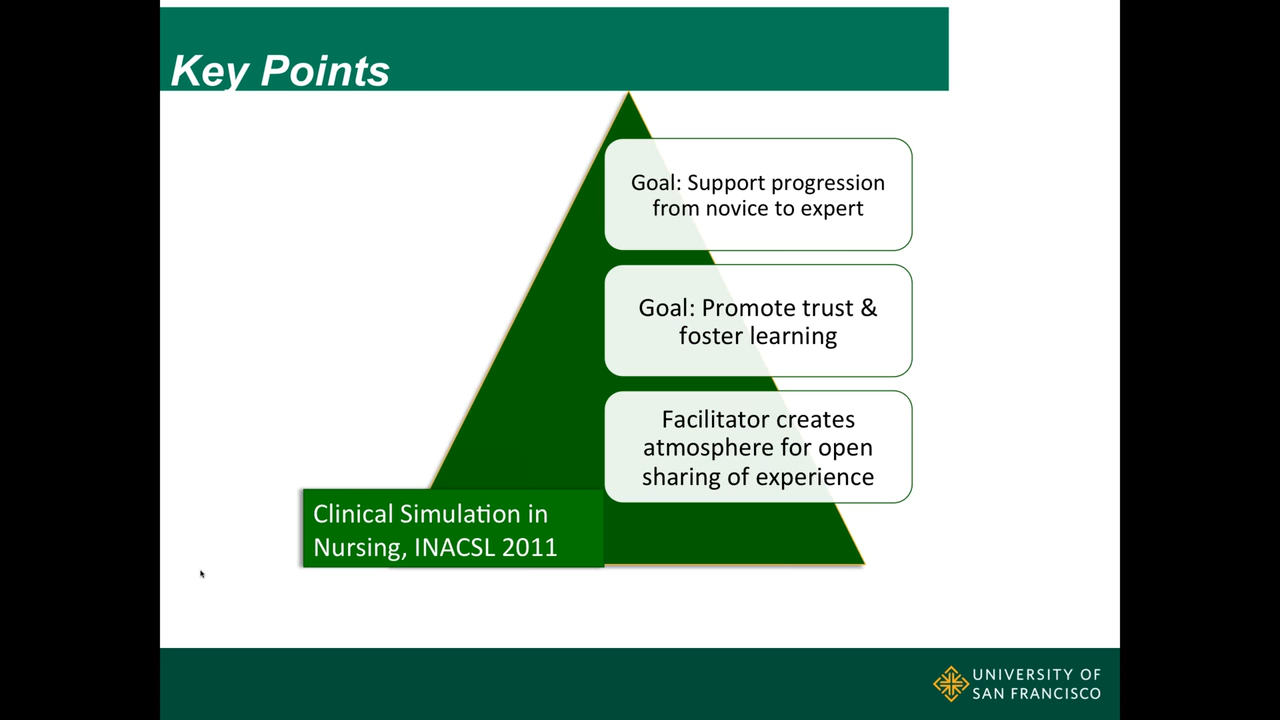 Key Points
Goal: Support progression
from novice to expert
Goal: Promote trust &
foster learning
Facilitator creates
atmosphere for open
sharing of experience
Clinical Simulation in
Nursing, INACSL 2011
UNIVERSITY OF
SAN FRANCISCO